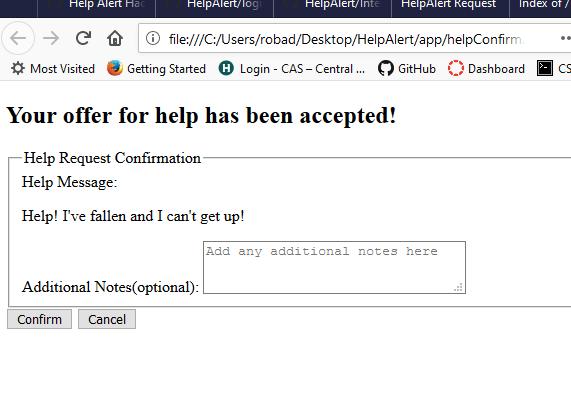 Help Alert Hac
HelpAlert/logi
HelpAlert/Inte
HelpAlert Request
Index of /
file:///C:/Users/robad/Desktop/HelpAlert/app/helpConfirm.
Most Visited
Getting Started
Login - CAS – Central ...
GitHub
Dashboard
CS
Your offer for help has been accepted!
Help Request Confirmation
Help Message:
Help! I've fallen and I can't get up!
Add any additional notes here
Additional Notes(optional):
Confirm
Cancel